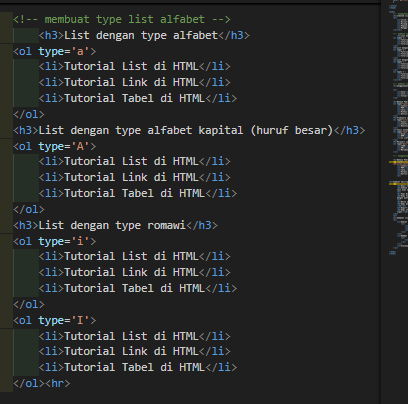 <!-- membuat type list alfabet -->
<h3>List dengan type alfabet</h3>
<ol type='a'>
<li>Tutorial List di HTML</li>
<li>Tutorial Link di HTML</li>
<li>Tutorial Tabel di HTML</li>
</ol>
<h3>List dengan type alfabet kapital (huruf besar)</h3>
<ol type='A'>
<li>Tutorial List di HTML</li>
<li>Tutorial Link di HTML</li>
<li>Tutorial Tabel di HTML</li>
</ol>
<h3>List dengan type romawi</h3>
<ol type='i'>
<li>Tutorial List di HTML</li>
<li>Tutorial Link di HTML</li>
<li>Tutorial Tabel di HTML</li>
</ol>
<ol type='I'>
<li>Tutorial List di HTML</li>
<li>Tutorial Link di HTML</li>
<li>Tutorial Tabel di HTML</li>
</ol><hr>